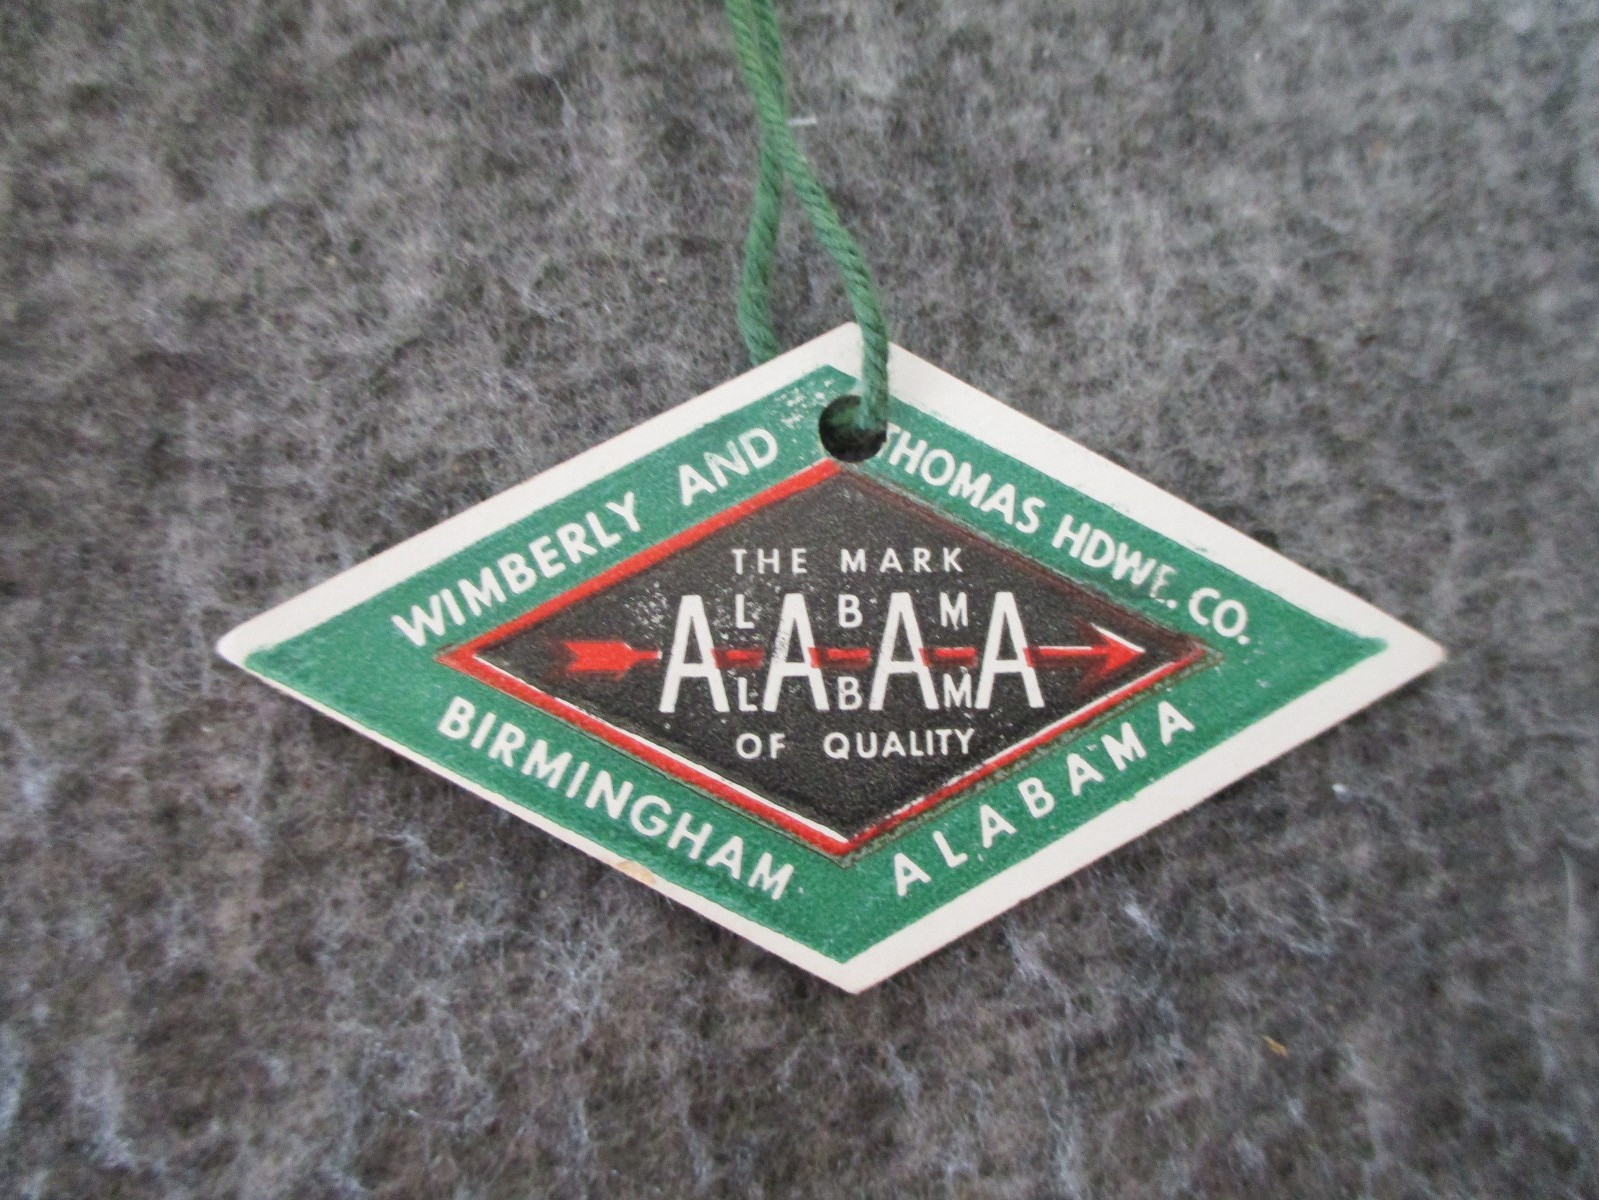 WIMBERLY AND THOMAS HDWE. CO.
THE MARK
ALABAMA
ALABAMA
OF QUALITY
BIRMINGHAM ALABAMA